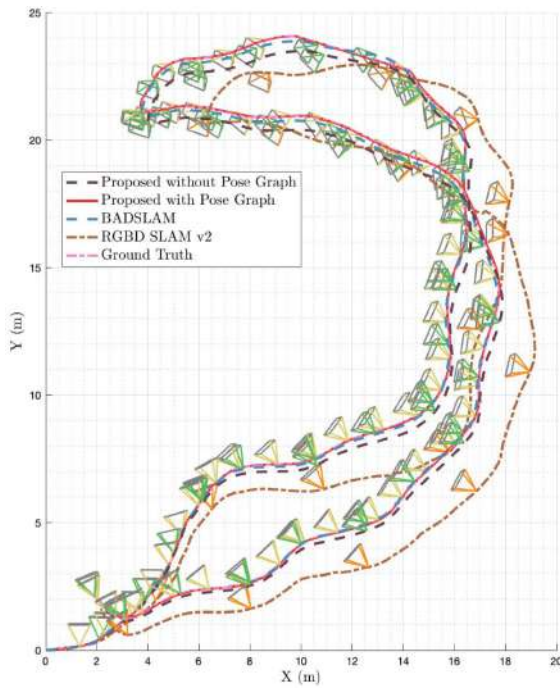 25
20
Proposed without Pose Graph
Proposed with Pose Graph
BADSLAM
RGBD SLAM v2
Ground Truth
15
Y (m)
10
5
0
0 2 4 6 8 10 12 14 16 18 20
X (m)